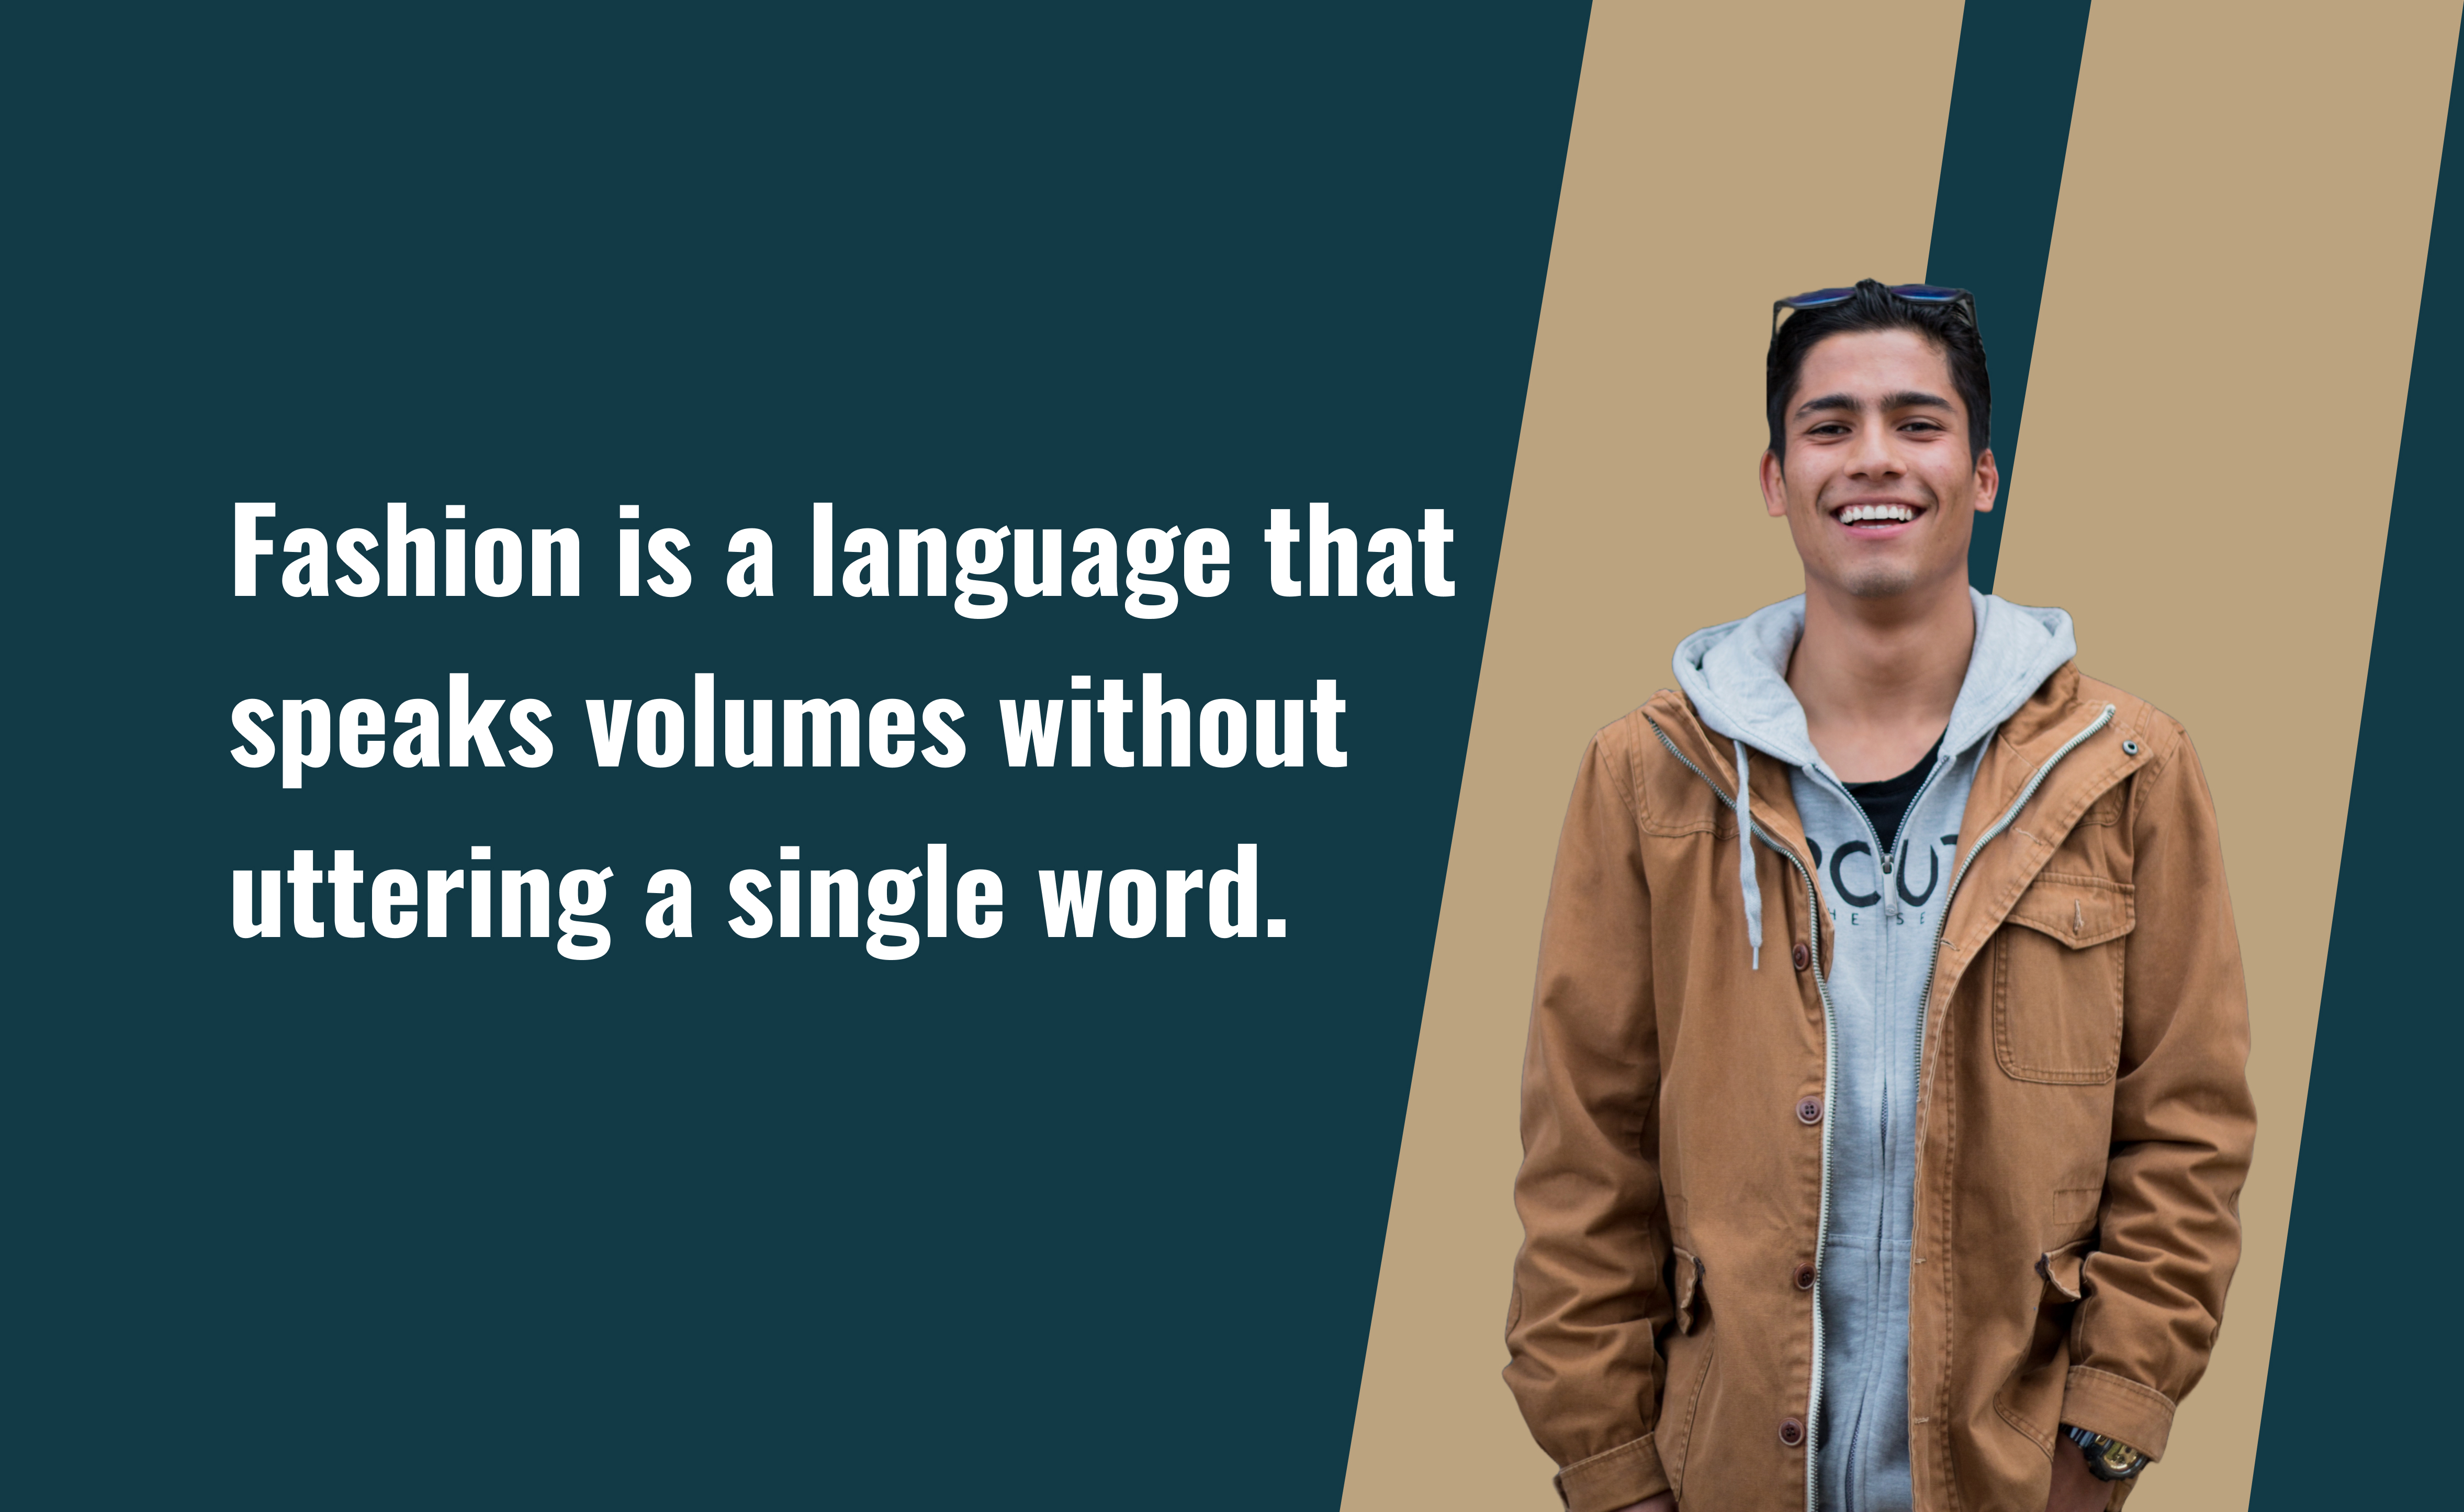 Fashion is a language that
speaks volumes without
uttering a single word.